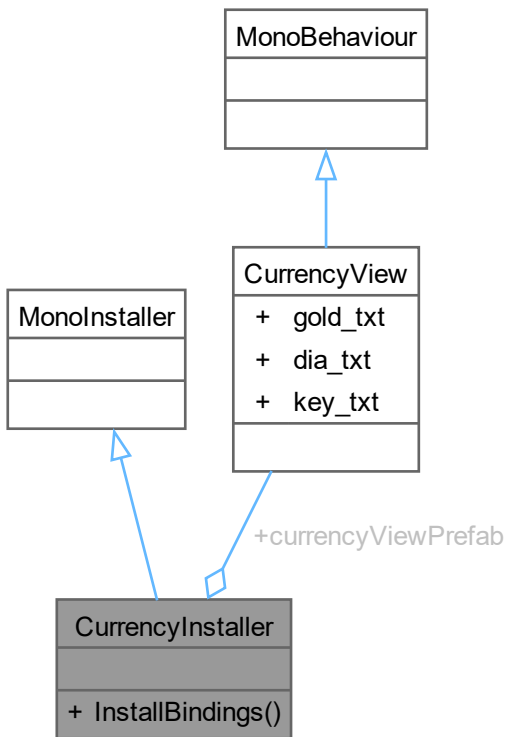 MonoBehaviour
CurrencyView
+ gold_txt
+ dia_txt
+ key_txt
MonoInstaller
+currencyViewPrefab
CurrencyInstaller
+ InstallBindings()